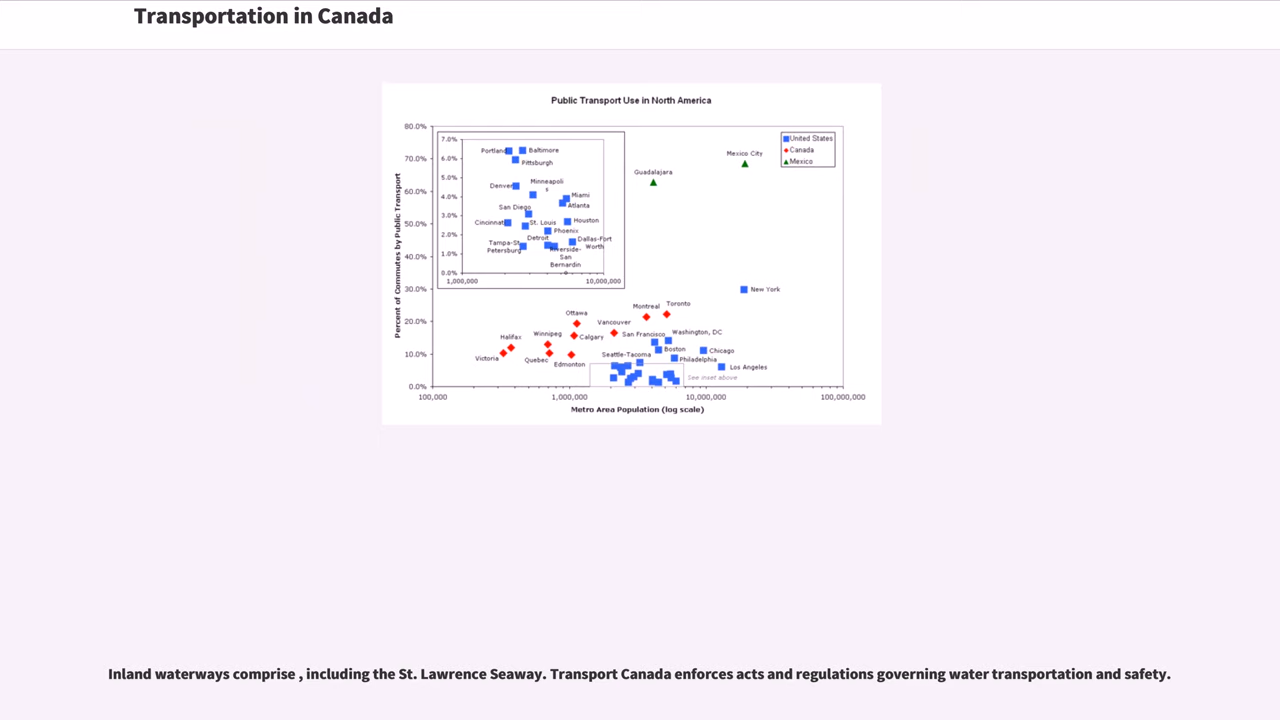 Transportation in Canada
Public Transport Use in North America
80.0%
70.0%
60.0%
50.0%
40.0%
30.0%
20.0%
10.0%
0.0%
Percent of Commutes by Public Transport
7.0%
6.0%
5.0%
4.0%
3.0%
2.0%
1.0%
0.0%
1,000,000
10,000,000
Portland
Baltimore
Pittsburgh
Denver
Minneapoli
s
Miami
Atlanta
San Diego
Cincinnati
St. Louis
Houston
Phoenix
Detroit
Tampa-St.
Petersburg
Dallas-Fort
Worth
Riverside-
San
Bernardin
o
United States
Canada
Mexico
Mexico City
Guadalajara
New York
Montreal
Toronto
Ottawa
Vancouver
San Francisco
Washington, DC
Halifax
Winnipeg
Calgary
Victoria
Quebec
Edmonton
Seattle-Tacoma
Boston
Chicago
Philadelphia
Los Angeles
See inset above
100,000
1,000,000
10,000,000
100,000,000
Metro Area Population (log scale)
Inland waterways comprise , including the St. Lawrence Seaway. Transport Canada enforces acts and regulations governing water transportation and safety.